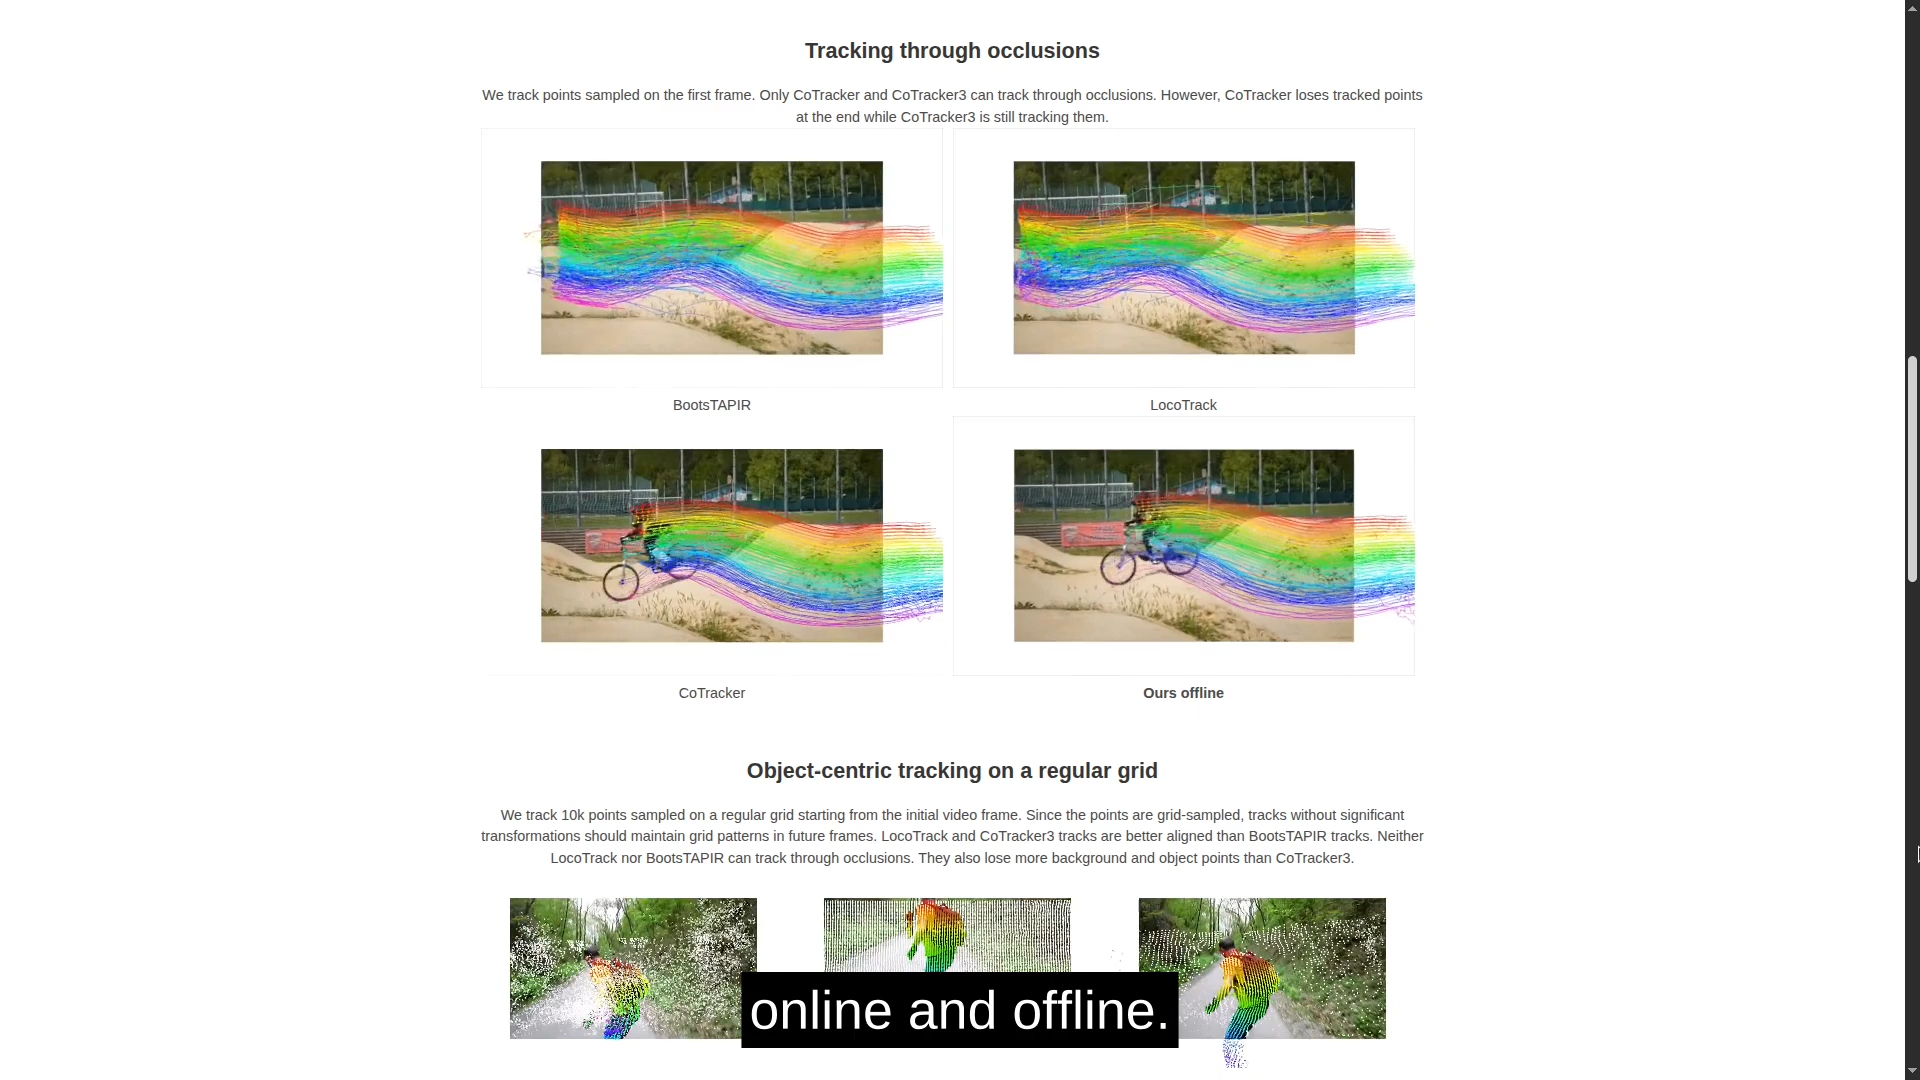 Tracking through occlusions
We track points sampled on the first frame. Only CoTracker and CoTracker3 can track through occlusions. However, CoTracker loses tracked points
at the end while CoTracker3 is still tracking them.
BootsTAPIR
LocoTrack
CoTracker
Ours offline
Object-centric tracking on a regular grid
We track 10k points sampled on a regular grid starting from the initial video frame. Since the points are grid-sampled, tracks without significant
transformations should maintain grid patterns in future frames. LocoTrack and CoTracker3 tracks are better aligned than BootsTAPIR tracks. Neither
LocoTrack nor BootsTAPIR can track through occlusions. They also lose more background and object points than CoTracker3.
online and offline.